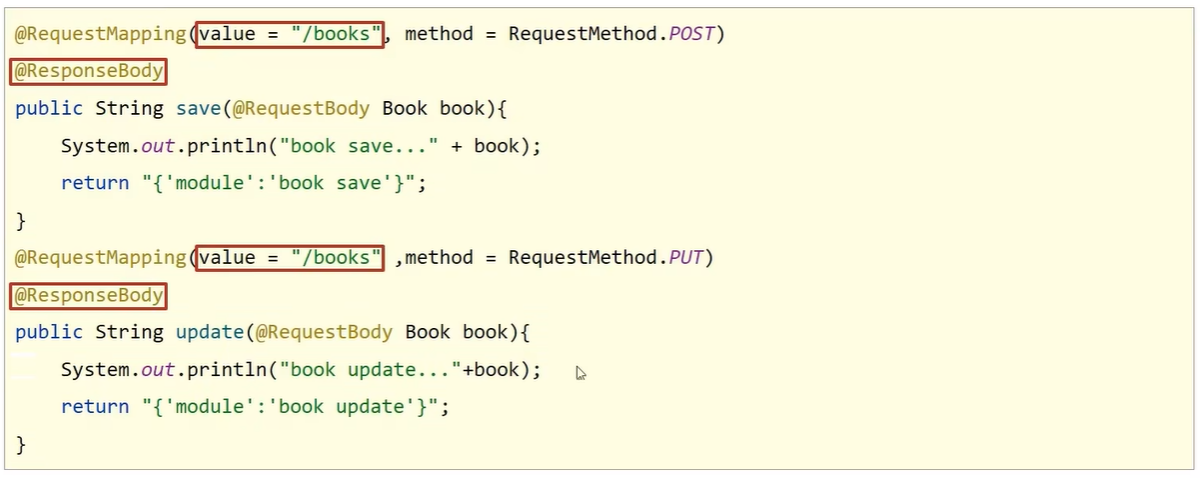 @RequestMapping(value = "/books", method = RequestMethod.POST)
@ResponseBody
public String save(@RequestBody Book book){
    System.out.println("book save..." + book);
    return "{'module':'book save'}";
}
@RequestMapping(value = "/books" ,method = RequestMethod.PUT)
@ResponseBody
public String update(@RequestBody Book book){
    System.out.println("book update..."+book);
    return "{'module':'book update'}";
}